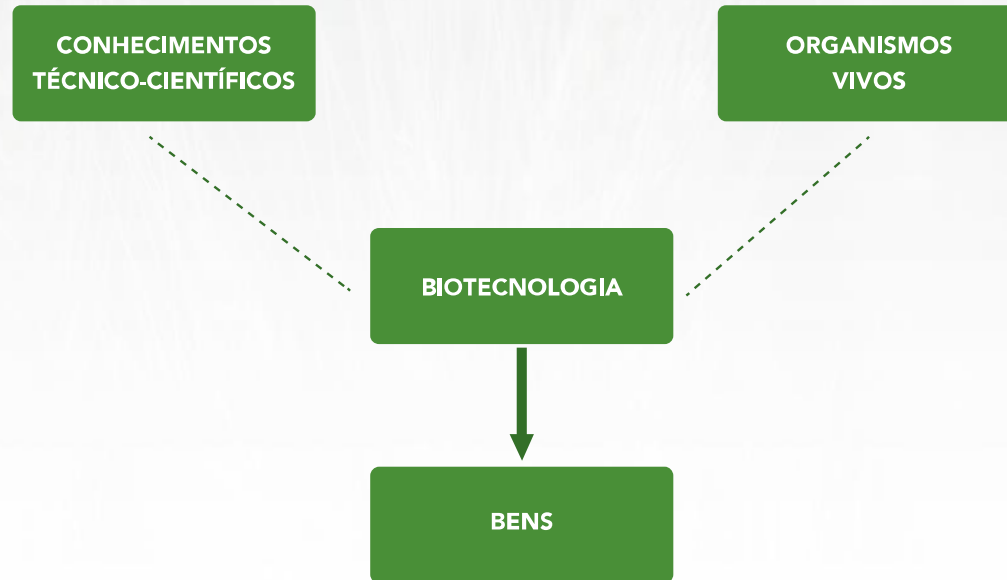 CONHECIMENTOS
TÉCNICO-CIENTÍFICOS
ORGANISMOS
VIVOS
BIOTECNOLOGIA
BENS